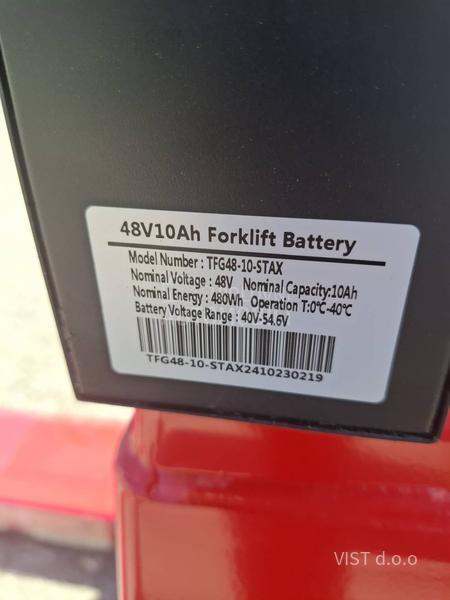 48V10Ah Forklift Battery
Model Number : TFG48-10-STAX
Nominal Voltage : 48V Nominal Capacity:10Ah
Nominal Energy : 480Wh Operation T:0℃-40℃
Battery Voltage Range : 40V-54.6V
TFG48-10-STAX2410230219
VIST d.o.o